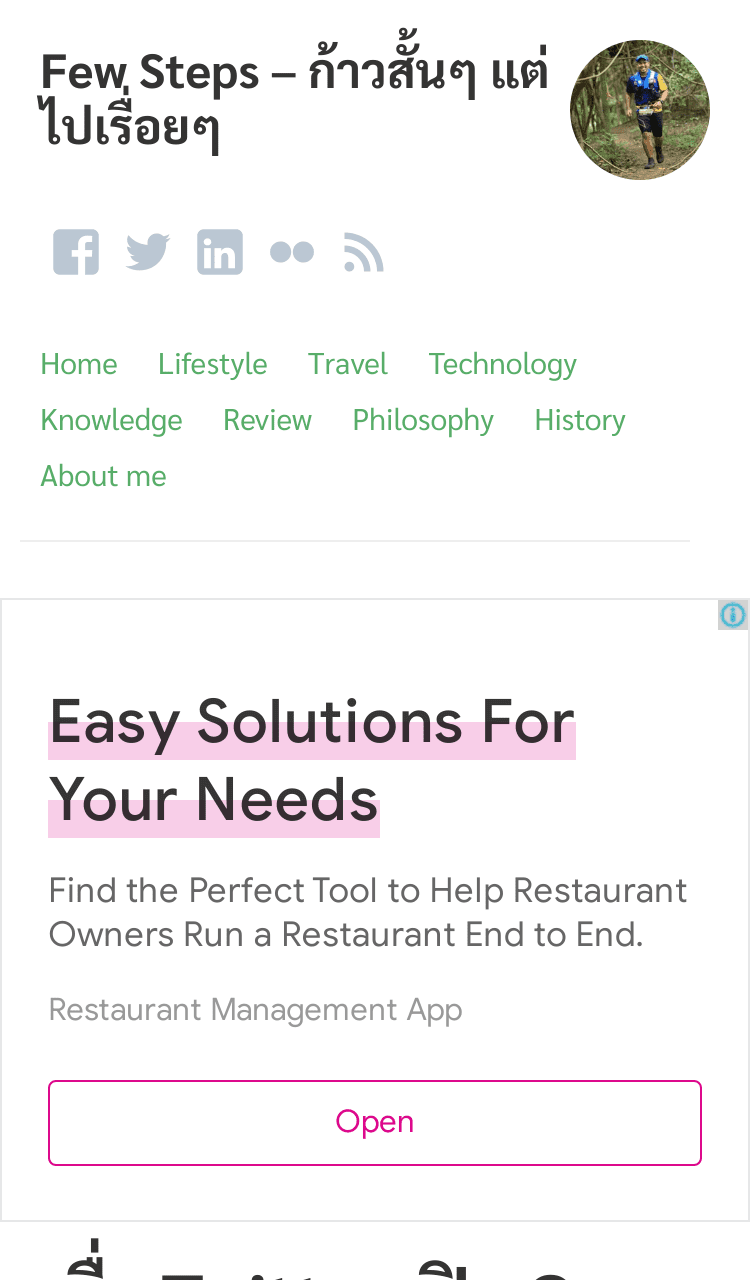 Few Steps – ก้าวสั้นๆ แต่
ไปเรื่อยๆ
Home Lifestyle Travel Technology
Knowledge Review Philosophy History
About me
Easy Solutions For
Your Needs
Find the Perfect Tool to Help Restaurant
Owners Run a Restaurant End to End.
Restaurant Management App
Open